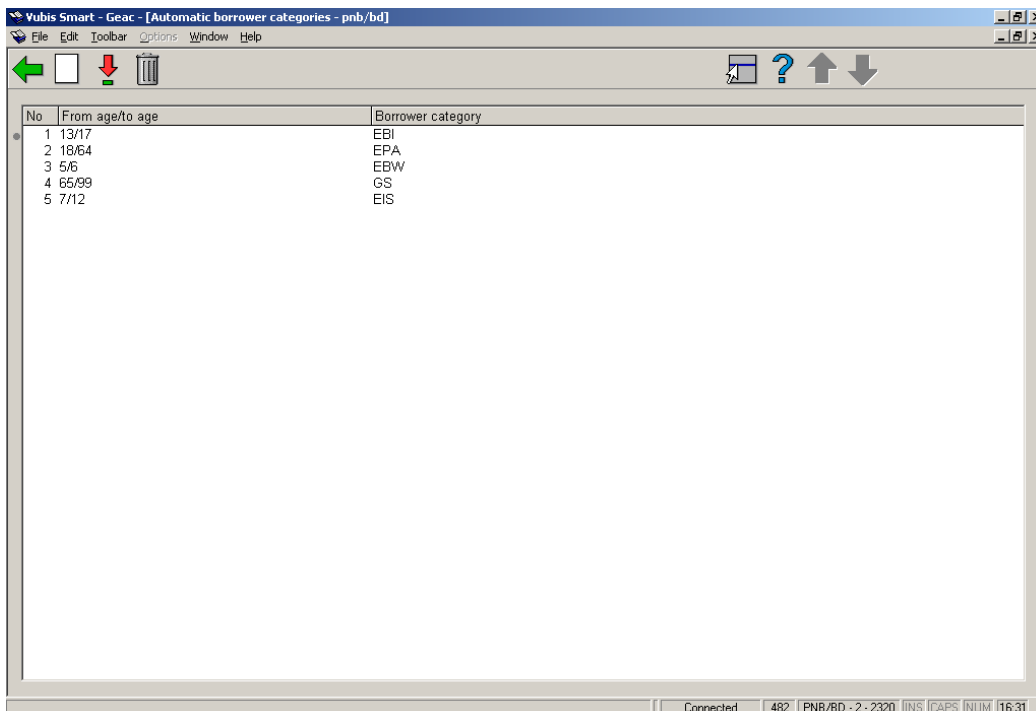 Vubis Smart - Geac - [Automatic borrower categories - pnb/bd]
File Edit Toolbar Options Window Help
No From age/to age Borrower category
1 13/17 EBI
2 18/64 EPA
3 5/6 EBW
4 65/99 GS
5 7/12 EIS
Connected 482 PNB/BD - 2 - 2320 INS CAPS NUM 16:31